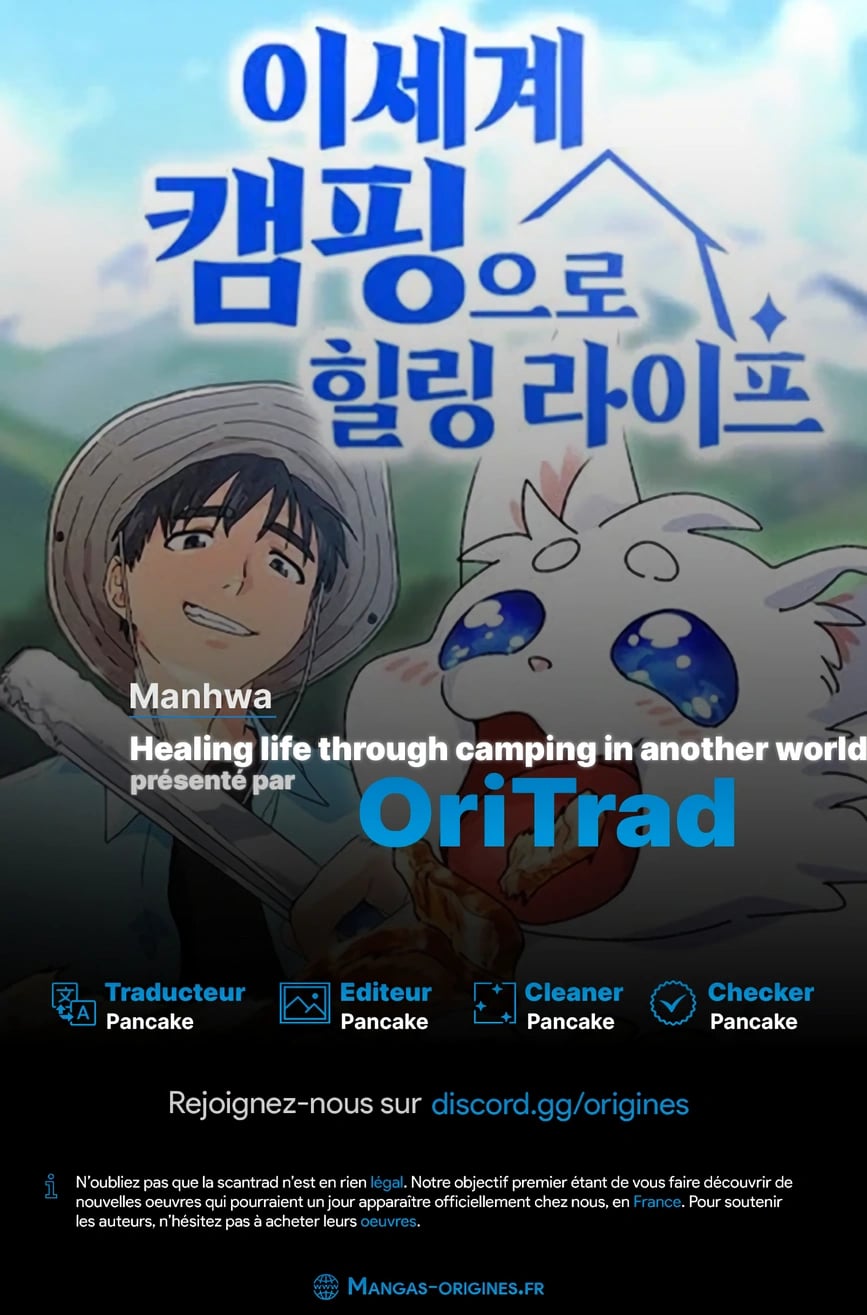 이세계
캠핑으로
힐링 라이프
Manhwa
Healing life through camping in another world
présenté par
OriTrad
Traducteur
Pancake
Editeur
Pancake
Cleaner
Pancake
Checker
Pancake
Rejoignez-nous sur discord.gg/origines
N'oubliez pas que la scantrad n'est en rien légal. Notre objectif premier étant de vous faire découvrir de
nouvelles oeuvres qui pourraient un jour apparaître officiellement chez nous, en France. Pour soutenir
les auteurs, n'hésitez pas à acheter leurs oeuvres.
Mangas-origines.fr